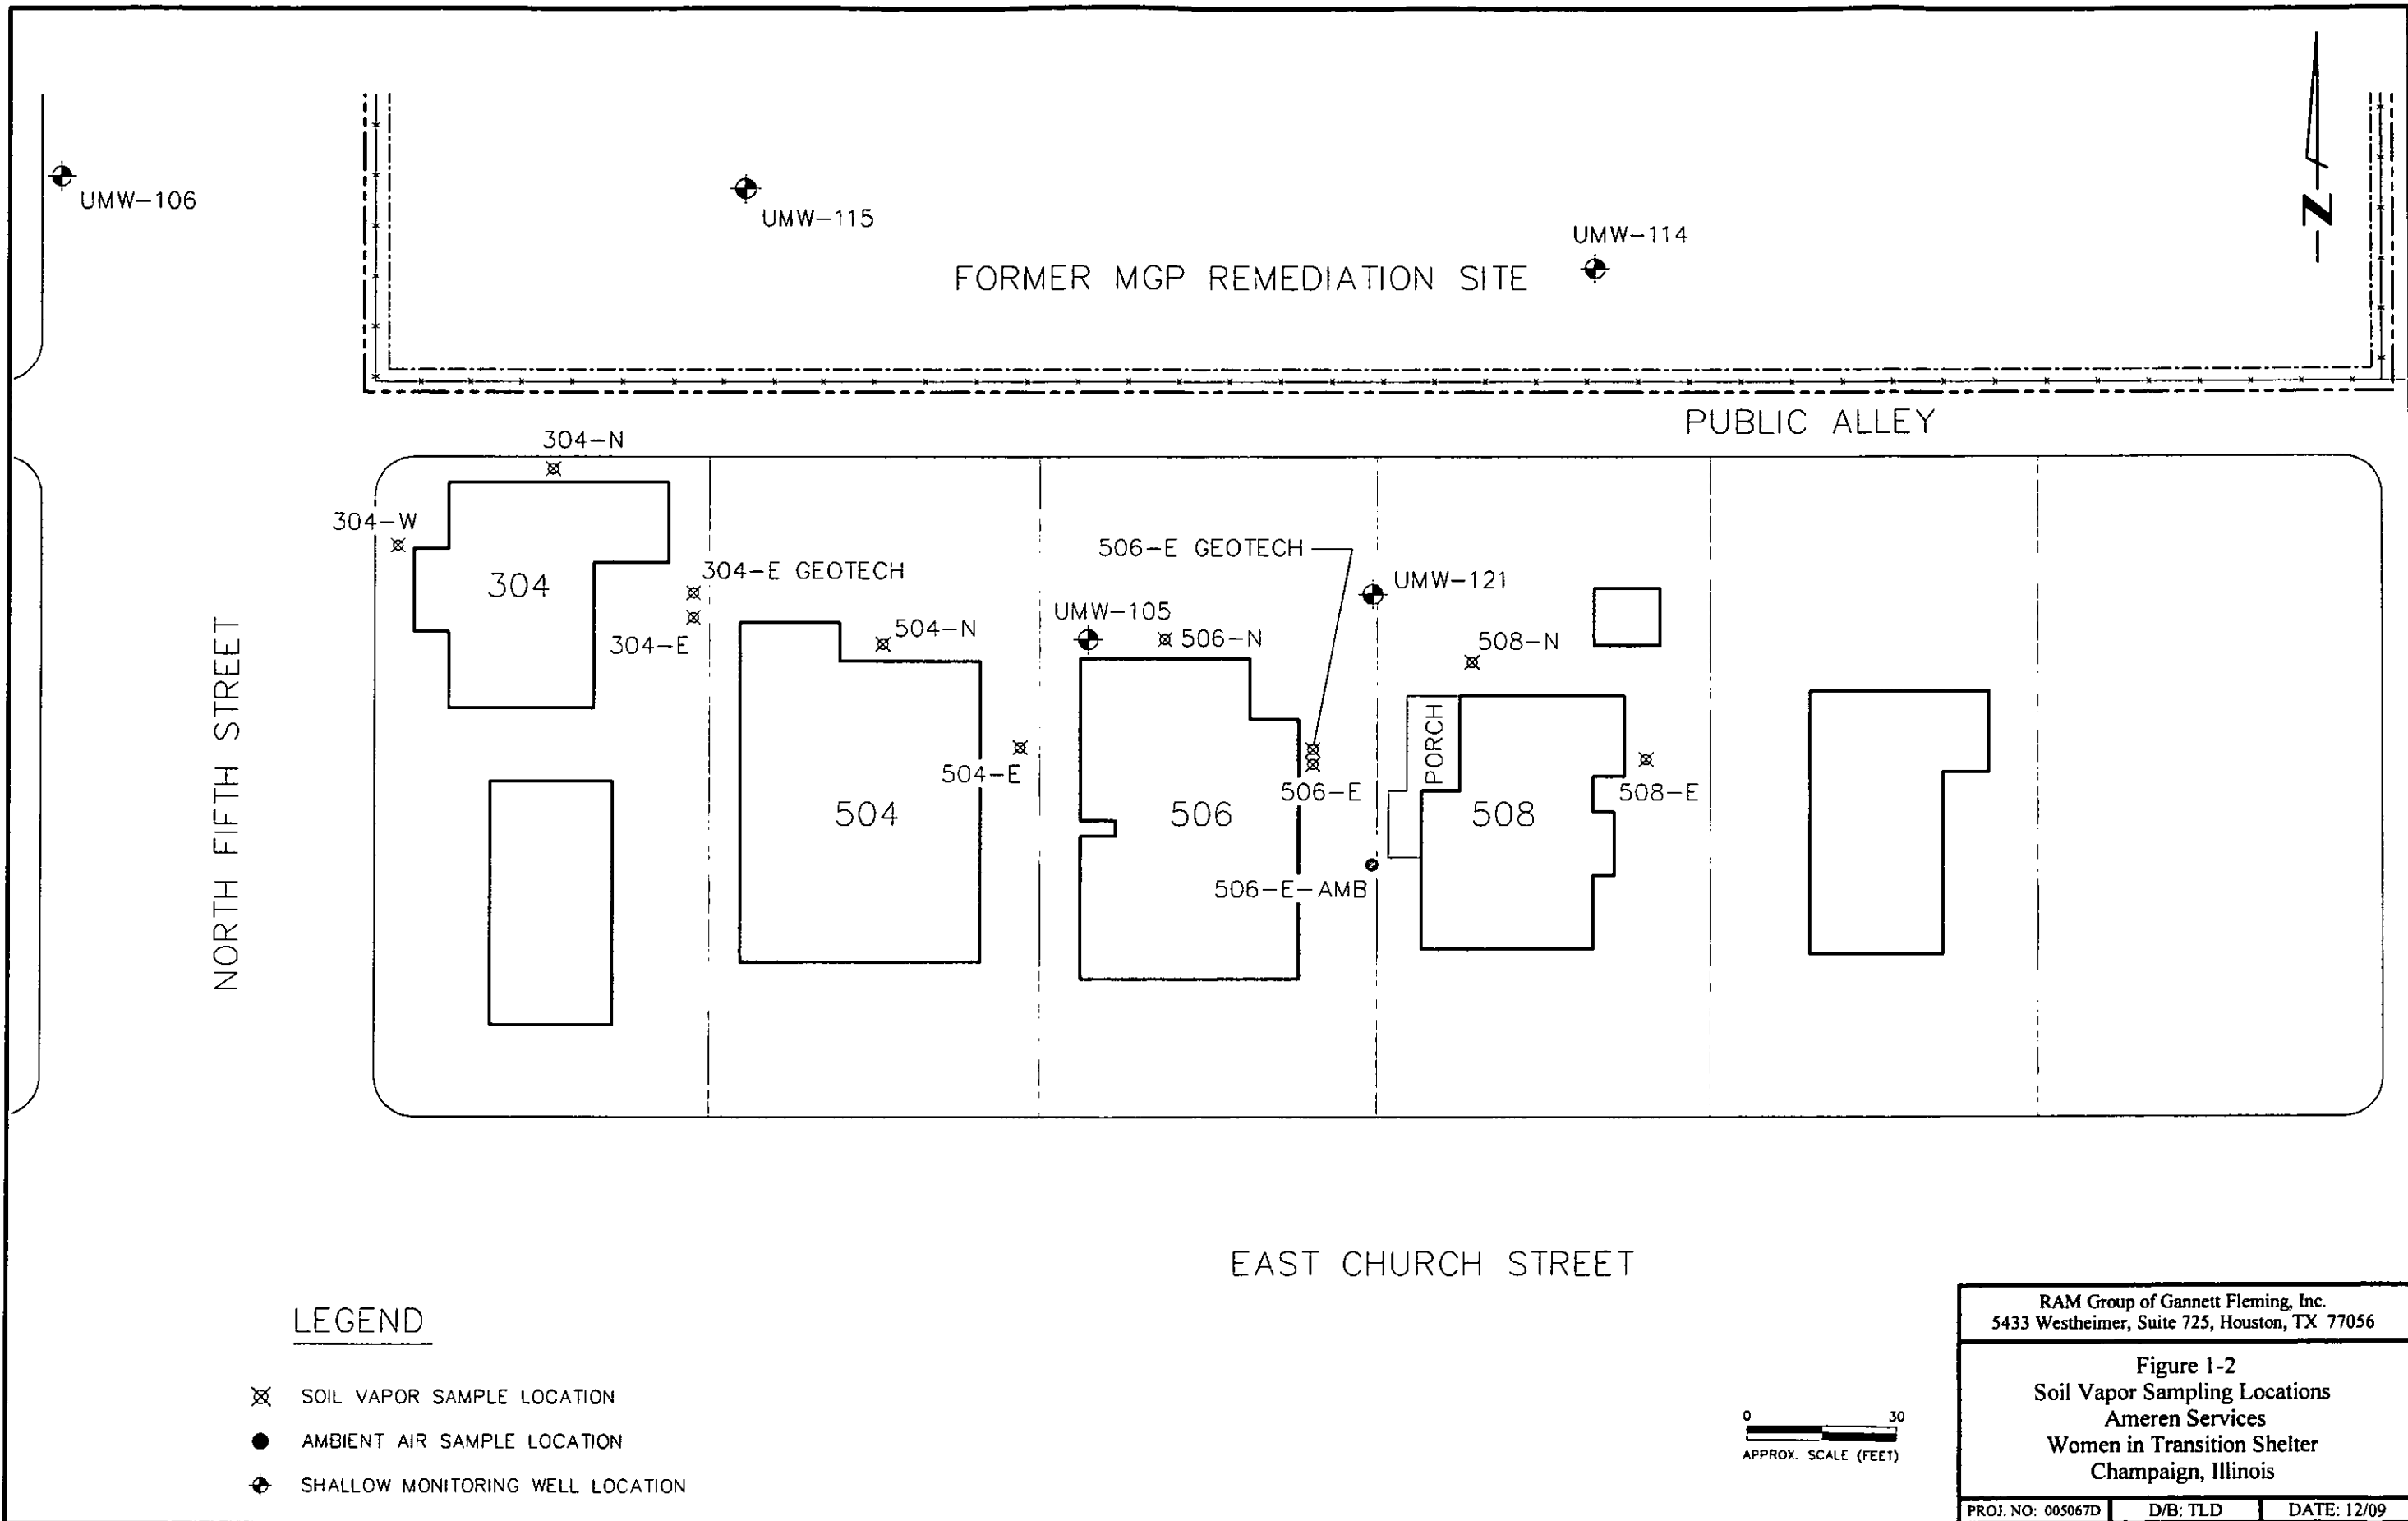 UMW-106
UMW-115
UMW-114
FORMER MGP REMEDIATION SITE
N
PUBLIC ALLEY
304-N
304-W
304
304-E GEOTECH
304-E
504-N
504-E
504
506-E GEOTECH
UMW-105
506-N
UMW-121
506-E
506
506-E-AMB
508-N
PORCH
508
508-E
NORTH FIFTH STREET
EAST CHURCH STREET
LEGEND
SOIL VAPOR SAMPLE LOCATION
AMBIENT AIR SAMPLE LOCATION
SHALLOW MONITORING WELL LOCATION
0 30
APPROX. SCALE (FEET)
RAM Group of Gannett Fleming, Inc.
5433 Westheimer, Suite 725, Houston, TX 77056
Figure 1-2
Soil Vapor Sampling Locations
Ameren Services
Women in Transition Shelter
Champaign, Illinois
PROJ. NO: 005067D D/B: TLD DATE: 12/09